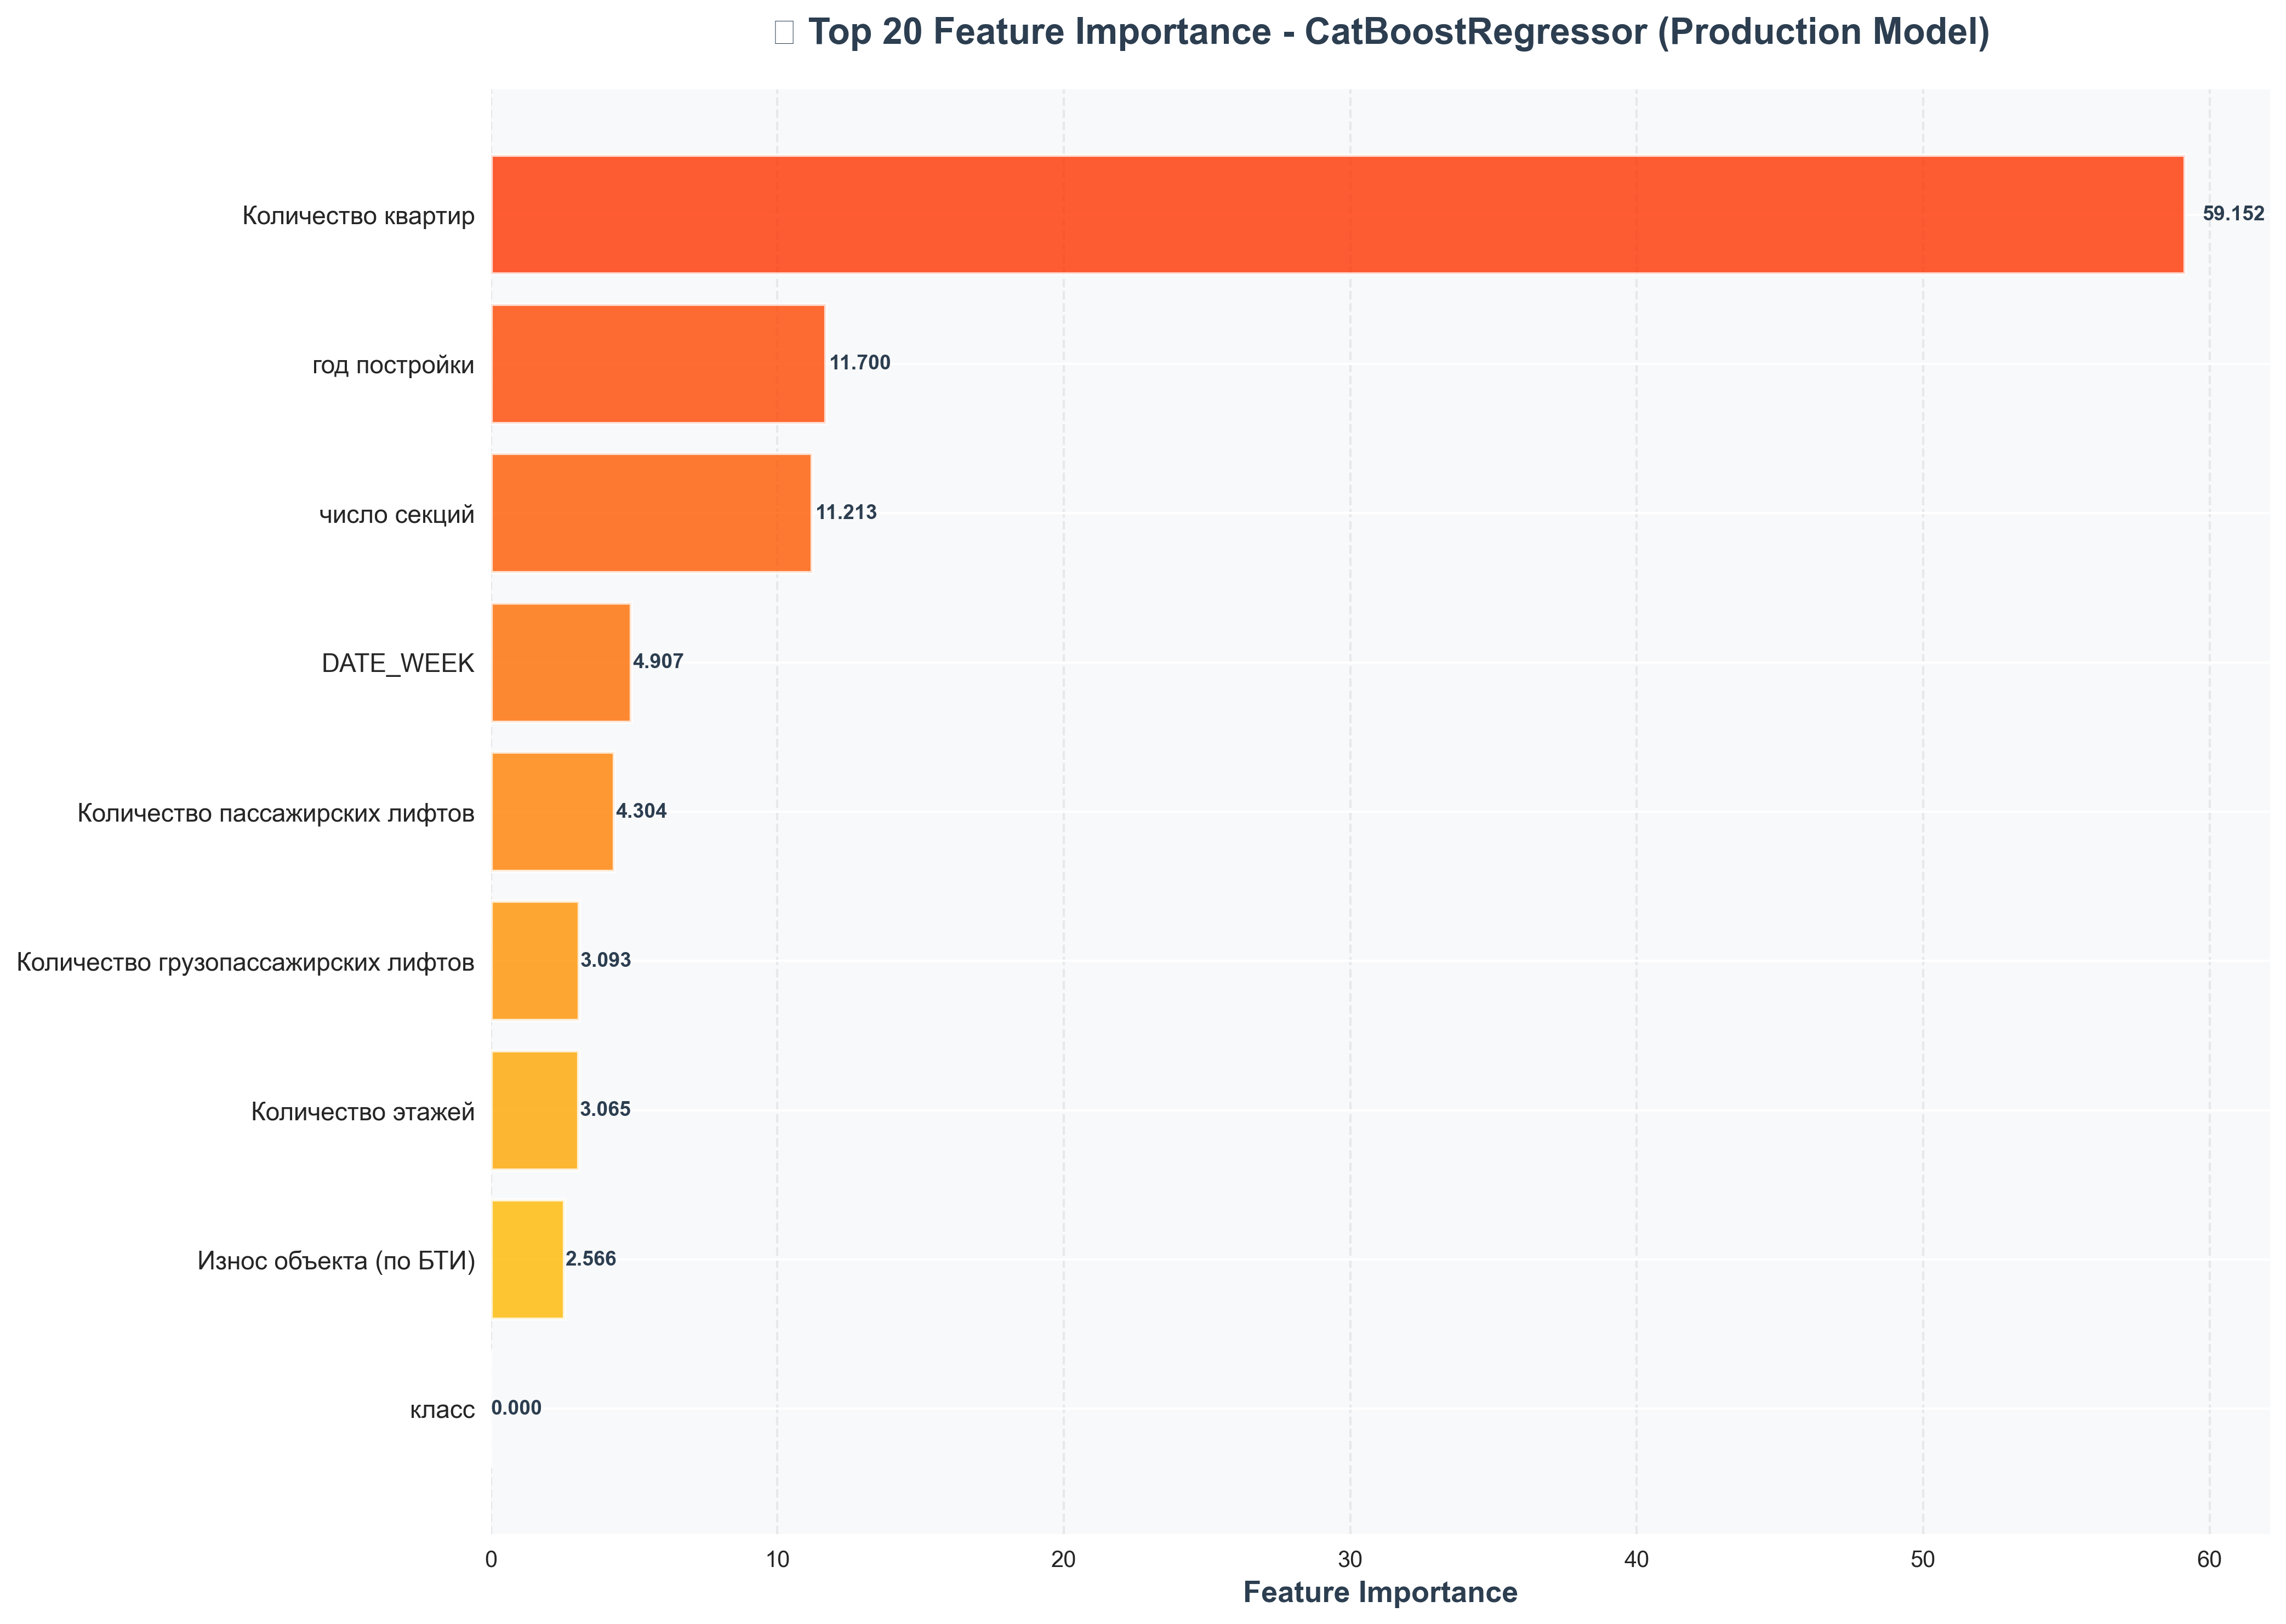 Top 20 Feature Importance - CatBoostRegressor (Production Model)
Количество квартир 59.152
год постройки 11.700
число секций 11.213
DATE_WEEK 4.907
Количество пассажирских лифтов 4.304
Количество грузопассажирских лифтов 3.093
Количество этажей 3.065
Износ объекта (по БТИ) 2.566
класс 0.000
0 10 20 30 40 50 60
Feature Importance